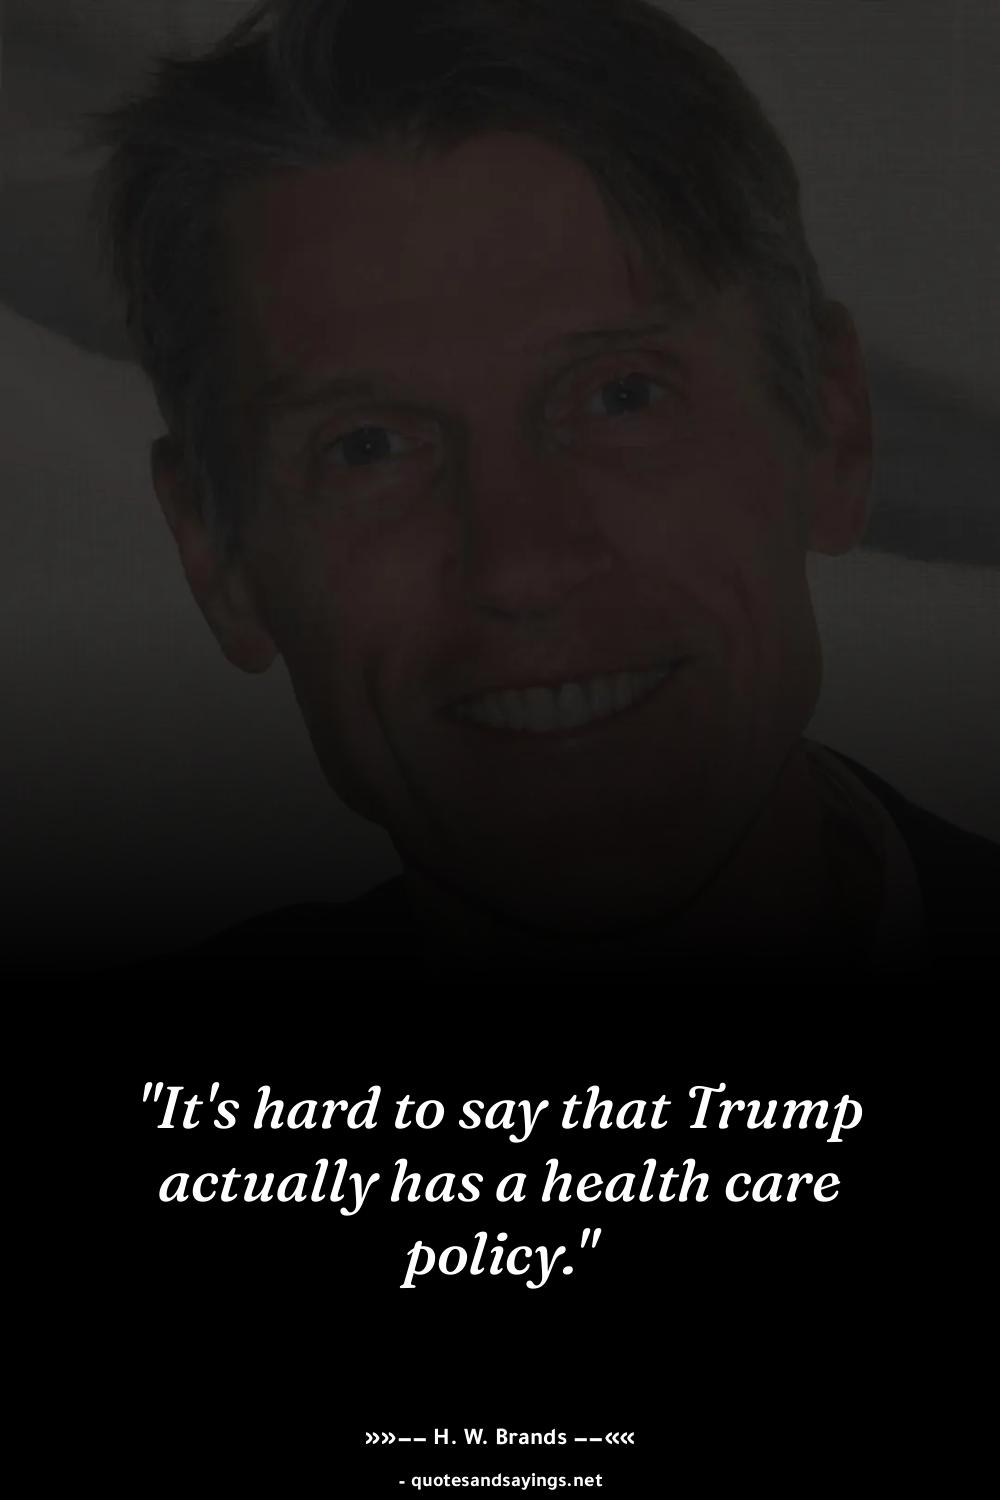 "It's hard to say that Trump
actually has a health care
policy."
»»—— H. W. Brands ——««
- quotesandsayings.net